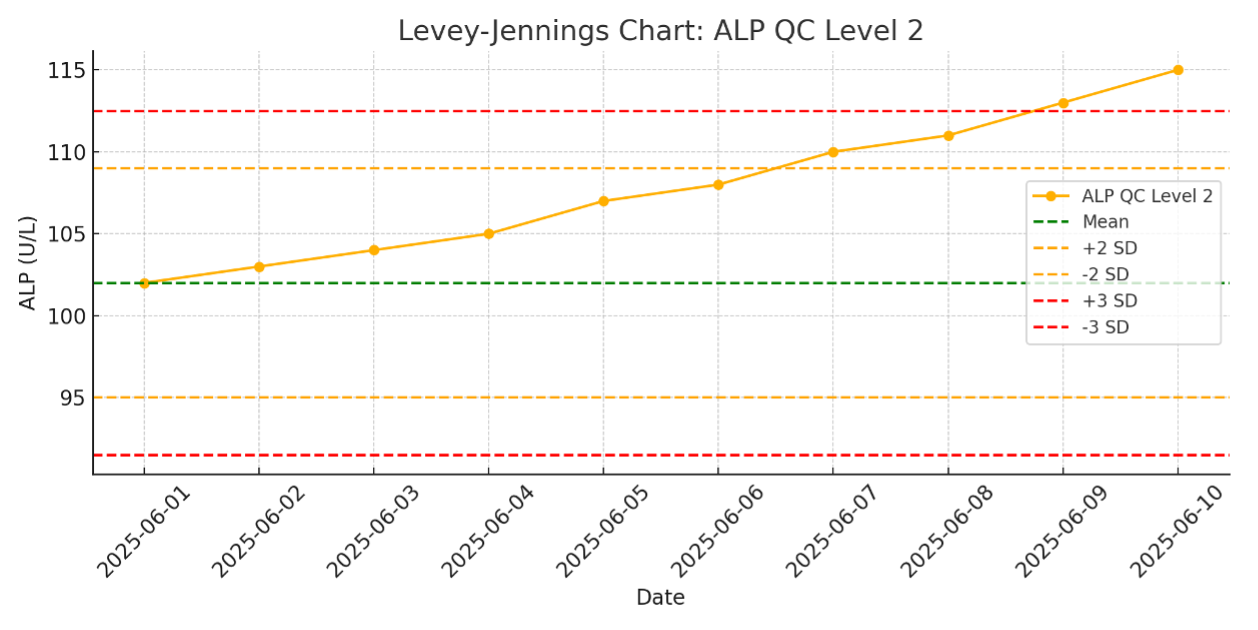 Levey-Jennings Chart: ALP QC Level 2
115
110
105
100
95
ALP (U/L)
ALP QC Level 2
Mean
+2 SD
-2 SD
+3 SD
-3 SD
2025-06-01
2025-06-02
2025-06-03
2025-06-04
2025-06-05
2025-06-06
2025-06-07
2025-06-08
2025-06-09
2025-06-10
Date